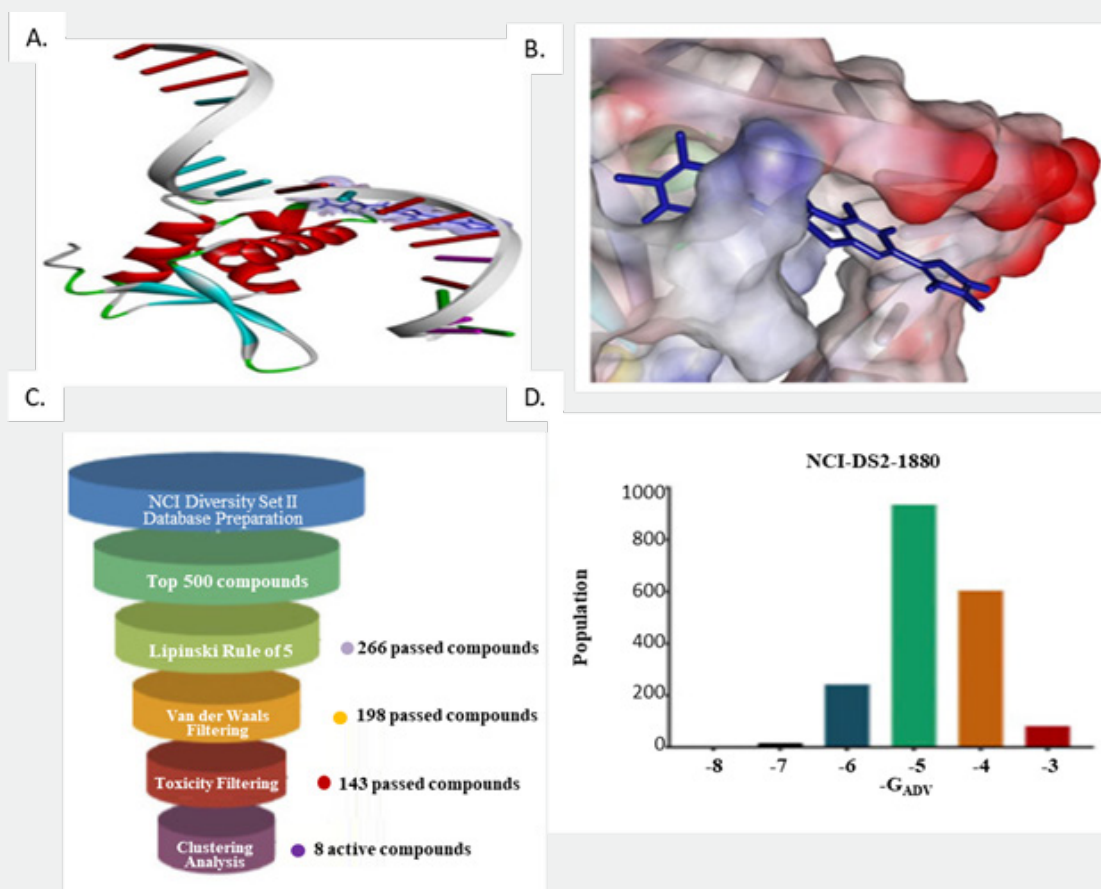 A.
B.
C.
NCI Diversity Set II
Database Preparation
Top 500 compounds
Lipinski Rule of 5
266 passed compounds
Van der Waals
Filtering
198 passed compounds
Toxicity Filtering
143 passed compounds
Clustering
Analysis
8 active compounds
D.
NCI-DS2-1880
Population
1000
800
600
400
200
0
-8 -7 -6 -5 -4 -3
-GADV